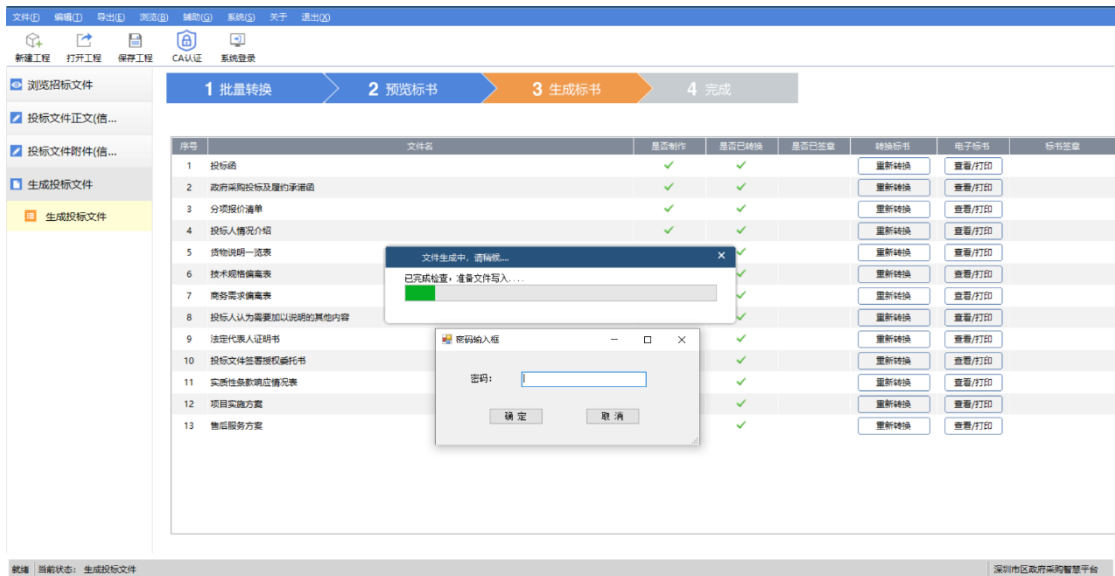 文件(F) 编辑(I) 导出(E) 浏览(B) 辅助(G) 系统(S) 关于 退出(X)
新建工程 打开工程 保存工程 CA认证 系统登录
浏览招标文件
投标文件正文(信...
投标文件附件(信...
生成投标文件
生成投标文件
1 批量转换 2 预览标书 3 生成标书 4 完成
序号 文件名 是否制作 是否已转换 是否已签章 转换标书 电子标书 标书签章
1 投标函 重新转换 查看/打印
2 政府采购投标及履约承诺函 重新转换 查看/打印
3 分项报价清单 重新转换 查看/打印
4 投标人情况介绍 重新转换 查看/打印
5 货物说明一览表 重新转换 查看/打印
6 技术规格偏离表 重新转换 查看/打印
7 商务需求偏离表 重新转换 查看/打印
8 投标人认为需要加以说明的其他内容 重新转换 查看/打印
9 法定代表人证明书 重新转换 查看/打印
10 投标文件签署授权委托书 重新转换 查看/打印
11 实质性条款响应情况表 重新转换 查看/打印
12 项目实施方案 重新转换 查看/打印
13 售后服务方案 重新转换 查看/打印
文件生成中，请稍候....
已完成检查，准备文件写入....
密码输入框
密码:
确 定 取 消
就绪 当前状态: 生成投标文件 深圳市区政府采购智慧平台